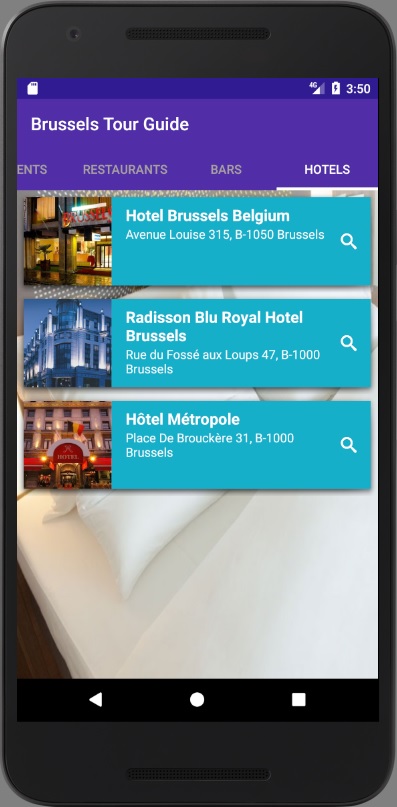 4G 3:50
Brussels Tour Guide
ENTS RESTAURANTS BARS HOTELS
Hotel Brussels Belgium
Avenue Louise 315, B-1050 Brussels
Radisson Blu Royal Hotel
Brussels
Rue du Fossé aux Loups 47, B-1000
Brussels
Hôtel Métropole
Place De Brouckère 31, B-1000
Brussels
HOTEL